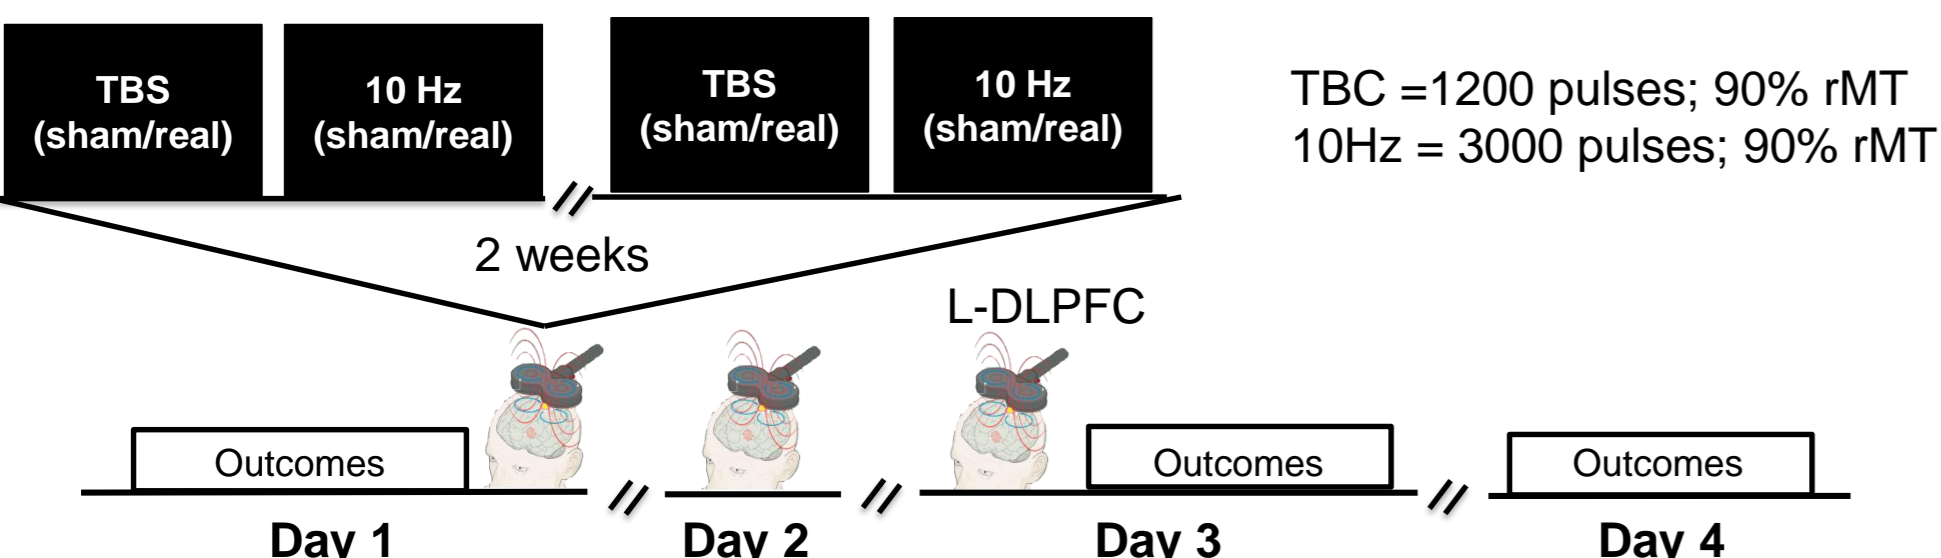 TBS
(sham/real)
10 Hz
(sham/real)
TBS
(sham/real)
10 Hz
(sham/real)
TBC =1200 pulses; 90% rMT
10Hz = 3000 pulses; 90% rMT
//
2 weeks
L-DLPFC
Outcomes
Outcomes
Outcomes
// // //
Day 1
Day 2
Day 3
Day 4